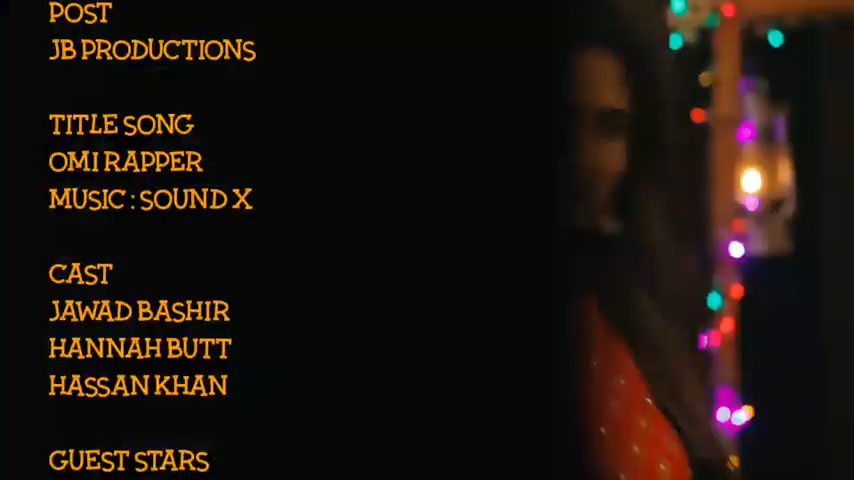 POST
JB PRODUCTIONS
TITLE SONG
OMI RAPPER
MUSIC : SOUND X
CAST
JAWAD BASHIR
HANNAH BUTT
HASSAN KHAN
GUEST STARS